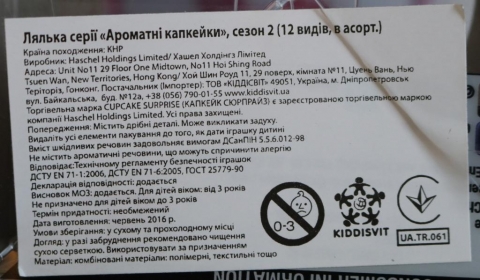 Лялька серії «Ароматні капкейки», сезон 2 (12 видів, в асорт.)
Країна походження: КНР
Виробник: Haschel Holdings Limited/ Хашел Холдінгз Лімітед
Адреса: Unit No11 29 Floor One Midtown, No11 Hoi Shing Road
Tsuen Wan, New Territories, Hong Kong/ Хой Шин Роуд 11, 29 поверх, кімната №11, Цуень Вань, Нью
ТерІторіз, Гонконг. Постачальник (Імпортер): ТОВ «КІДДІСВІТ» 49051, Україна, м. Дніпропетровськ
вул. Байкальська, буд. №9, +38 (056) 790-01-55 www.kiddisvit.ua
Торгівельна марка CUPCAKE SURPRISE (КАПКЕЙК СЮРПРАЙЗ) є зареєстрованою торгівельною маркою
компанії Haschel Holdings Limited. Усі права захищені.
Попередження: Містить дрібні деталі. Може викликати задуху.
Видаліть усі елементи пакування до того, як дати іграшку дитині
Вміст шкідливих речовин задовольняє вимогам ДСанПіН 5.5.6.012-98
Не містить ароматні речовини, що можуть спричинити алергію
Відповідає:Технічному регламенту безпечності іграшок
ДСТУ EN 71-1:2006, ДСТУ EN 71-6:2005, ГОСТ 25779-90
Декларація відповідності: додається
Висновок МОЗ: додається. Для дітей віком: від 3 років
Не призначено для дітей віком до 3 років
Термін придатності: необмежений
Дата виготовлення: червень 2016 р.
Умови зберігання: у сухому та прохолодному місці
Догляд: у разі забруднення рекомендовано чищення
сухою серветкою. Використовувати за призначенням
Матеріал: комбіновані матеріали: полімерні, текстильні тощо
0-3
KIDDISVIT
UA.TR.061